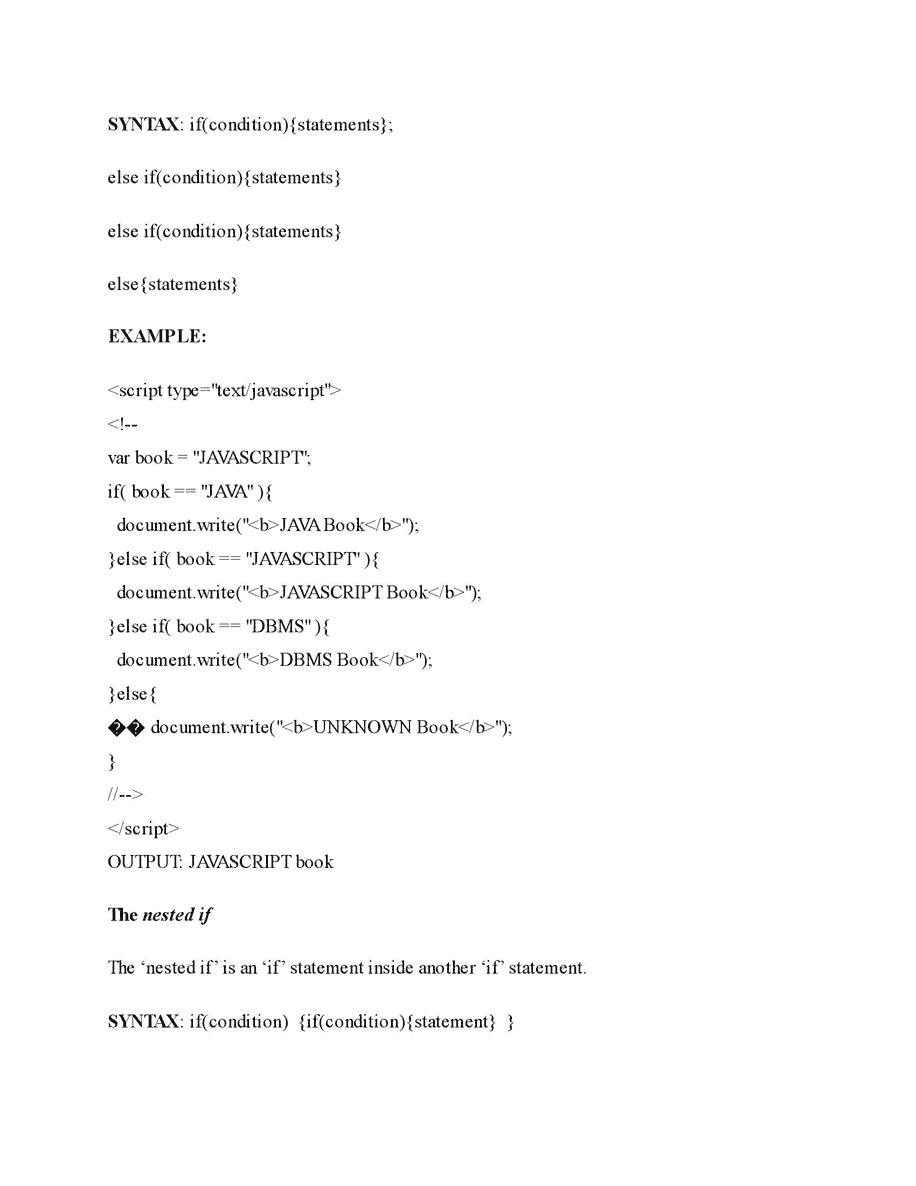 SYNTAX: if(condition){statements};
else if(condition){statements}
else if(condition){statements}
else{statements}
EXAMPLE:
<script type="text/javascript">
<!--
var book = "JAVASCRIPT";
if( book == "JAVA" ){
  document.write("<b>JAVA Book</b>");
}else if( book == "JAVASCRIPT" ){
  document.write("<b>JAVASCRIPT Book</b>");
}else if( book == "DBMS" ){
  document.write("<b>DBMS Book</b>");
}else{
�� document.write("<b>UNKNOWN Book</b>");
}
//-->
</script>
OUTPUT: JAVASCRIPT book
The nested if
The ‘nested if’ is an ‘if’ statement inside another ‘if’ statement.
SYNTAX: if(condition)  {if(condition){statement}  }